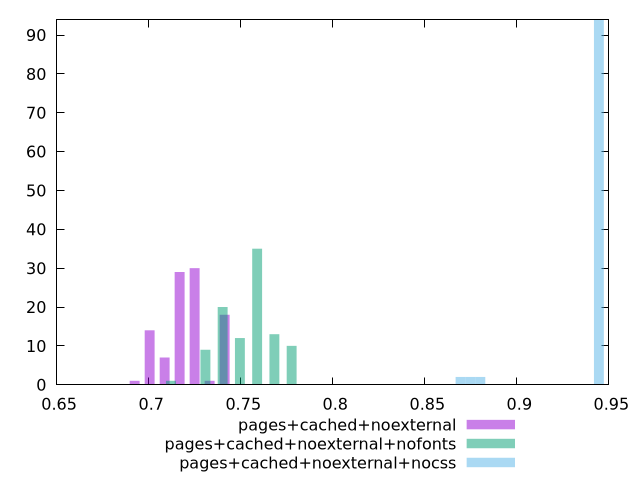 90
80
70
60
50
40
30
20
10
0
0.65 0.7 0.75 0.8 0.85 0.9 0.95
pages+cached+noexternal
pages+cached+noexternal+nofonts
pages+cached+noexternal+nocss